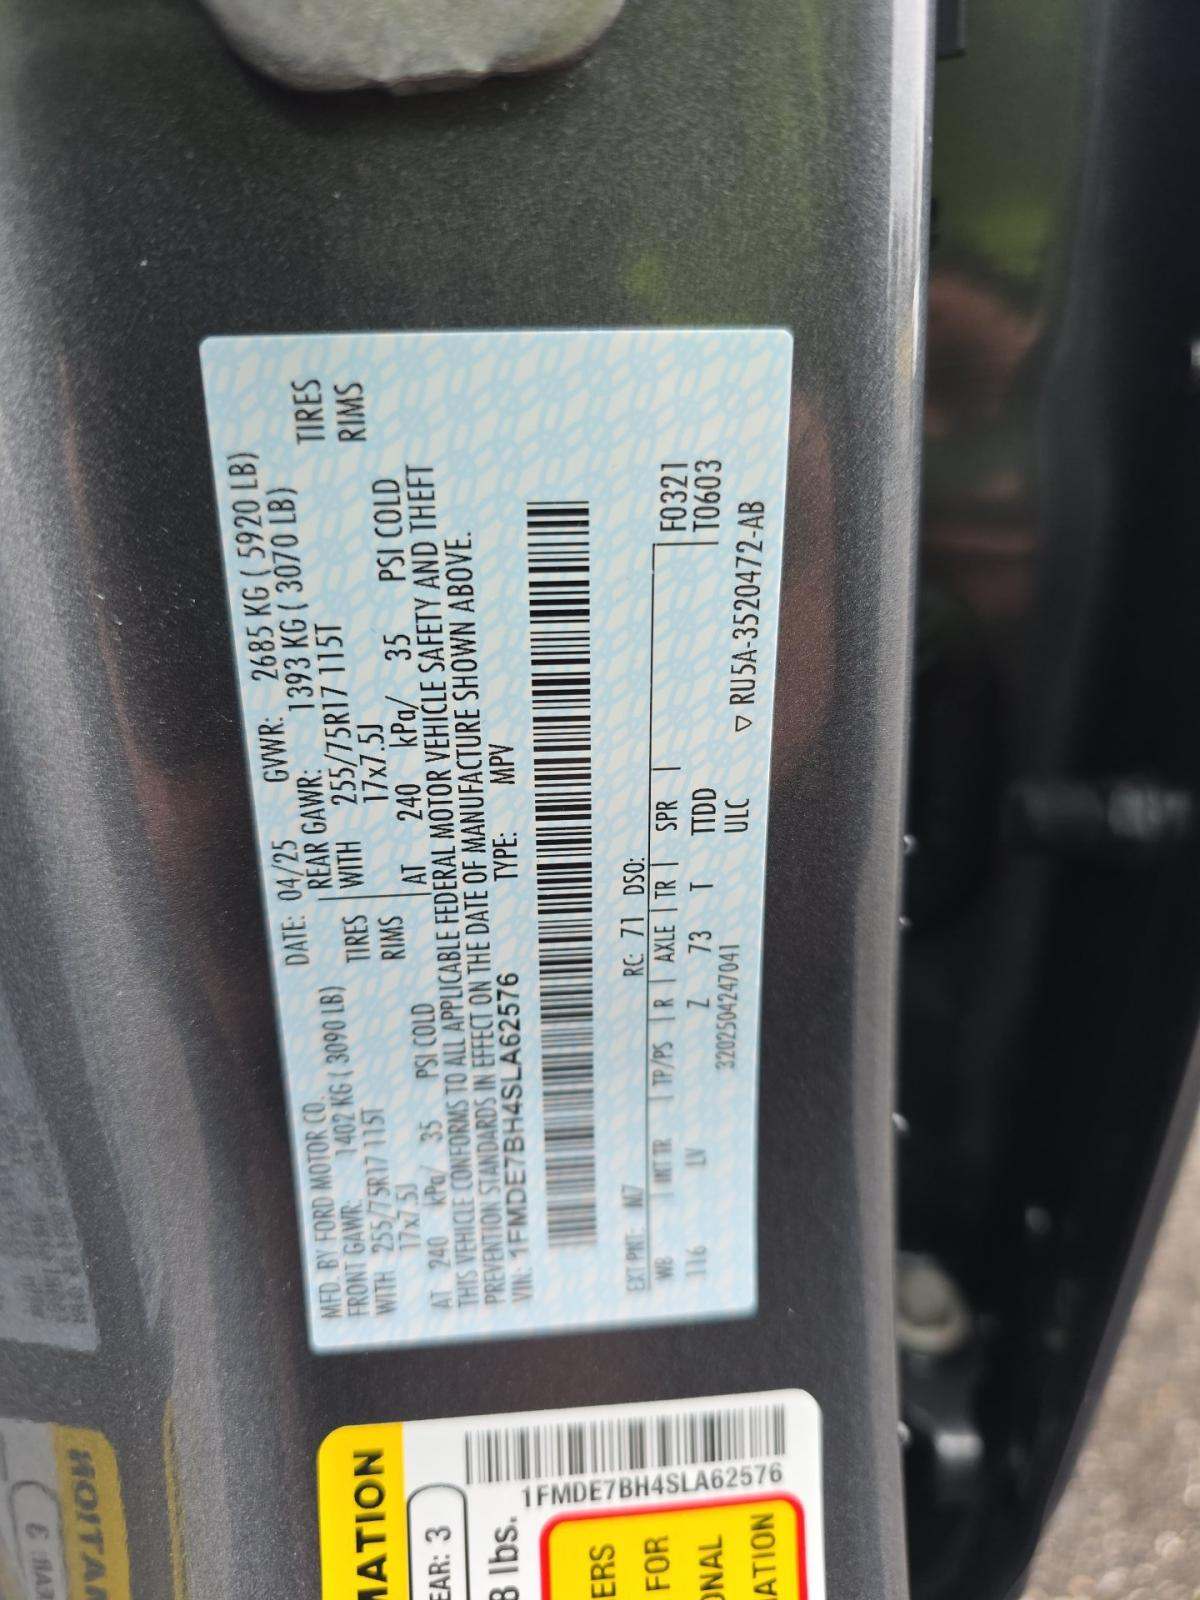 MFD. BY FORD MOTOR CO.
DATE: 04/25 GVWR: 2685 KG ( 5920 LB)
FRONT GAWR: 1402 KG ( 3090 LB)
REAR GAWR: 1393 KG ( 3070 LB)
WITH 255/75R17 115T TIRES
WITH 255/75R17 115T TIRES
17x7.5J RIMS
17x7.5J RIMS
AT 240 kPa/ 35 PSI COLD
AT 240 kPa/ 35 PSI COLD
THIS VEHICLE CONFORMS TO ALL APPLICABLE FEDERAL MOTOR VEHICLE SAFETY AND THEFT
PREVENTION STANDARDS IN EFFECT ON THE DATE OF MANUFACTURE SHOWN ABOVE.
VIN: 1FMDE7BH4SLA62576 TYPE: MPV
EXT PNT: M7 RC: 71 DSO:
F0321
WB INT TR TP/PS R AXLE TR SPR
T0603
116 LV Z 73 T TIDD
320250424704 ULC
▽ RU5A-3520472-AB
MATION
EAR: 3
1FMDE7BH4SLA62576
8 lbs.
ERS
FOR
ONAL
ATION